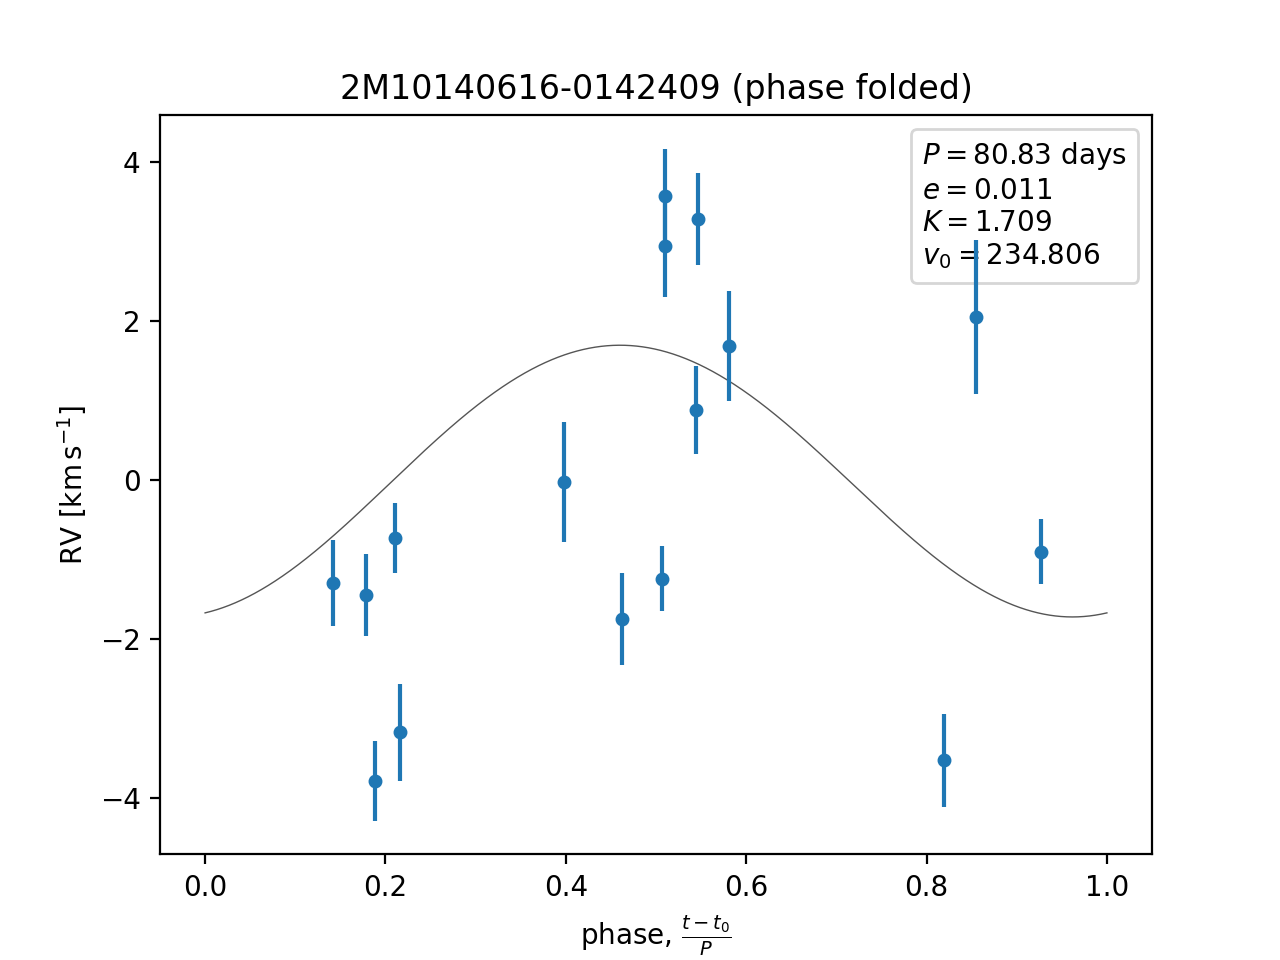 2M10140616-0142409 (phase folded)
P = 80.83 days
e = 0.011
K = 1.709
v₀ = 234.806
4
2
0
−2
−4
RV [km s⁻¹]
0.0 0.2 0.4 0.6 0.8 1.0
phase, (t − t₀)/P